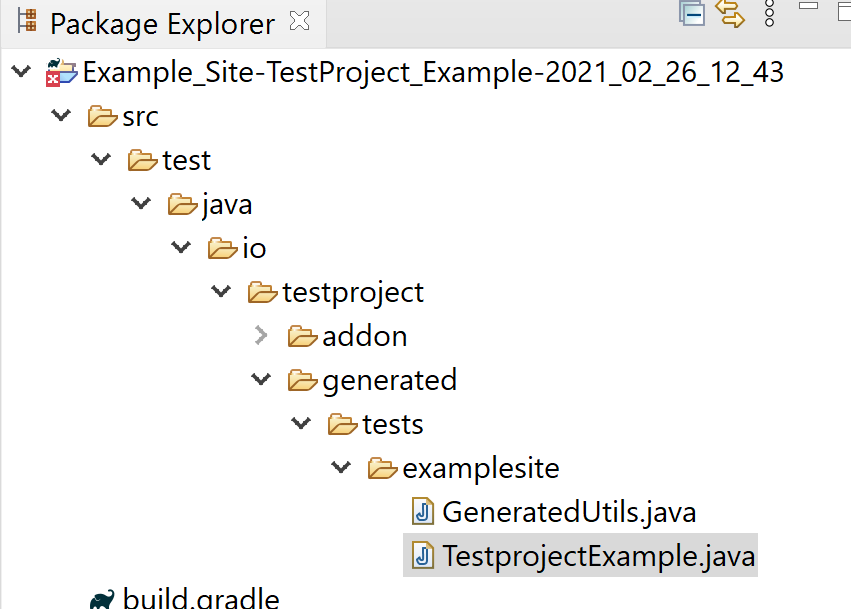 Package Explorer
Example_Site-TestProject_Example-2021_02_26_12_43
src
test
java
io
testproject
addon
generated
tests
examplesite
GeneratedUtils.java
TestprojectExample.java
build.gradle